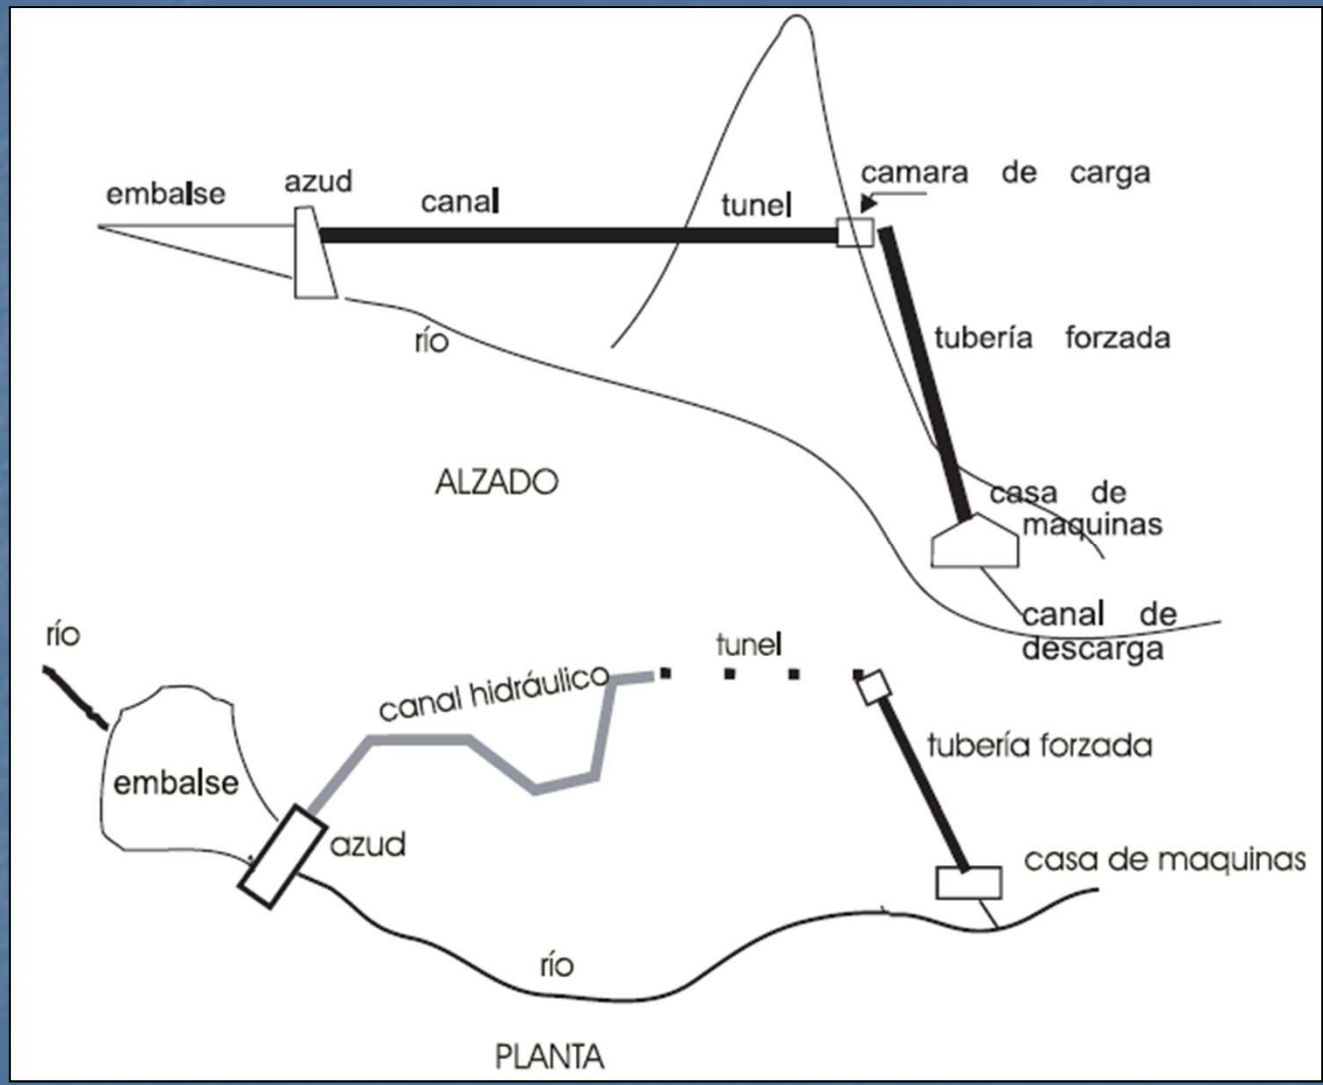 embalse
azud
canal
tunel
camara de carga
río
tubería forzada
ALZADO
casa de
maquinas
canal de
descarga
río
tunel
canal hidráulico
embalse
tubería forzada
azud
casa de maquinas
río
PLANTA